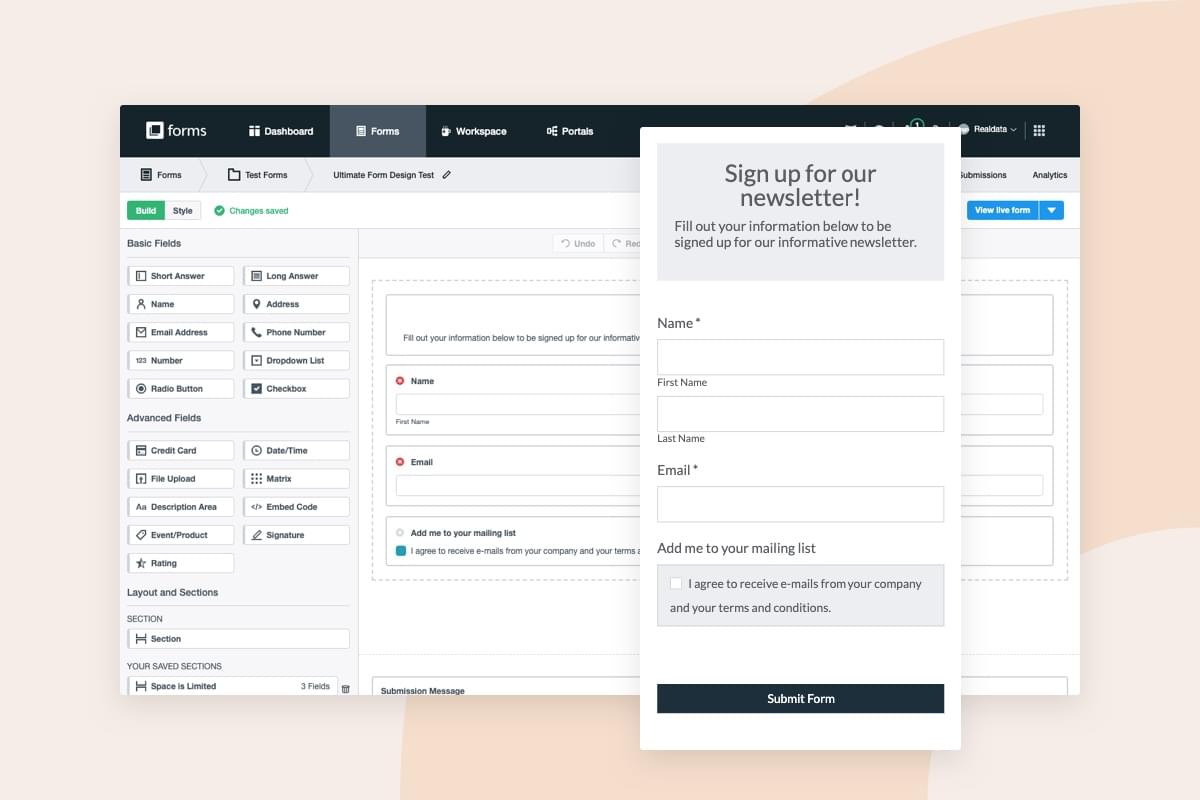 forms
Dashboard
Forms
Workspace
Portals
1
Realdata
Forms
Test Forms
Ultimate Form Design Test
Submissions
Analytics
Build
Style
Changes saved
View live form
Basic Fields
Short Answer
Long Answer
Name
Address
Email Address
Phone Number
123 Number
Dropdown List
Radio Button
Checkbox
Advanced Fields
Credit Card
Date/Time
File Upload
Matrix
Aa Description Area
</> Embed Code
Event/Product
Signature
Rating
Layout and Sections
SECTION
Section
YOUR SAVED SECTIONS
Space is Limited
3 Fields
Undo
Fill out your information below to be signed up for our
Name
First Name
Email
Add me to your mailing list
I agree to receive e-mails from your company and your terms
Submission Message
Sign up for our
newsletter!
Fill out your information below to be
signed up for our informative newsletter.
Name *
First Name
Last Name
Email *
Add me to your mailing list
I agree to receive e-mails from your company
and your terms and conditions.
Submit Form